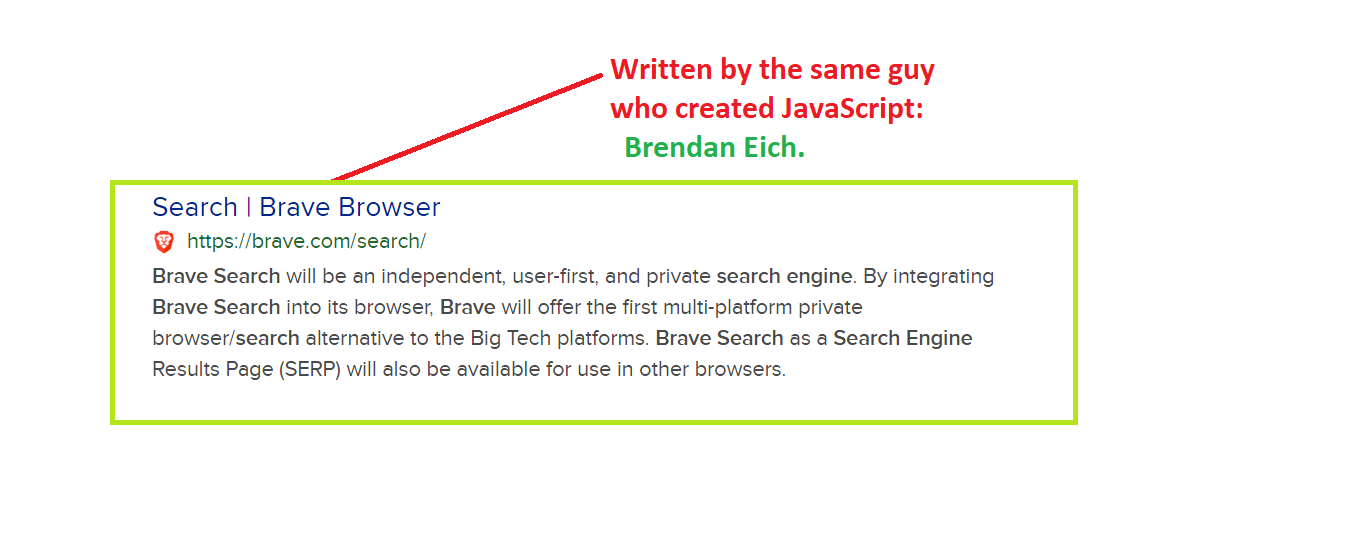 Written by the same guy
who created JavaScript:
Brendan Eich.
Search | Brave Browser
https://brave.com/search/
Brave Search will be an independent, user-first, and private search engine. By integrating
Brave Search into its browser, Brave will offer the first multi-platform private
browser/search alternative to the Big Tech platforms. Brave Search as a Search Engine
Results Page (SERP) will also be available for use in other browsers.